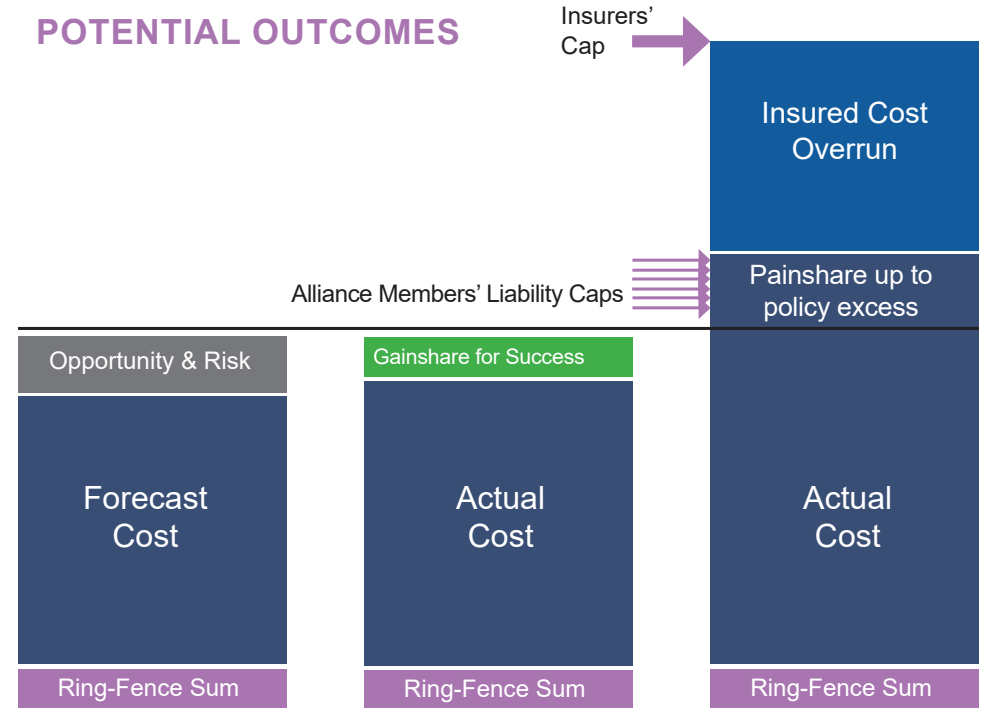 POTENTIAL OUTCOMES
Insurers’
Cap
Insured Cost
Overrun
Alliance Members’ Liability Caps
Painshare up to
policy excess
Opportunity & Risk
Gainshare for Success
Forecast
Cost
Actual
Cost
Actual
Cost
Ring-Fence Sum
Ring-Fence Sum
Ring-Fence Sum